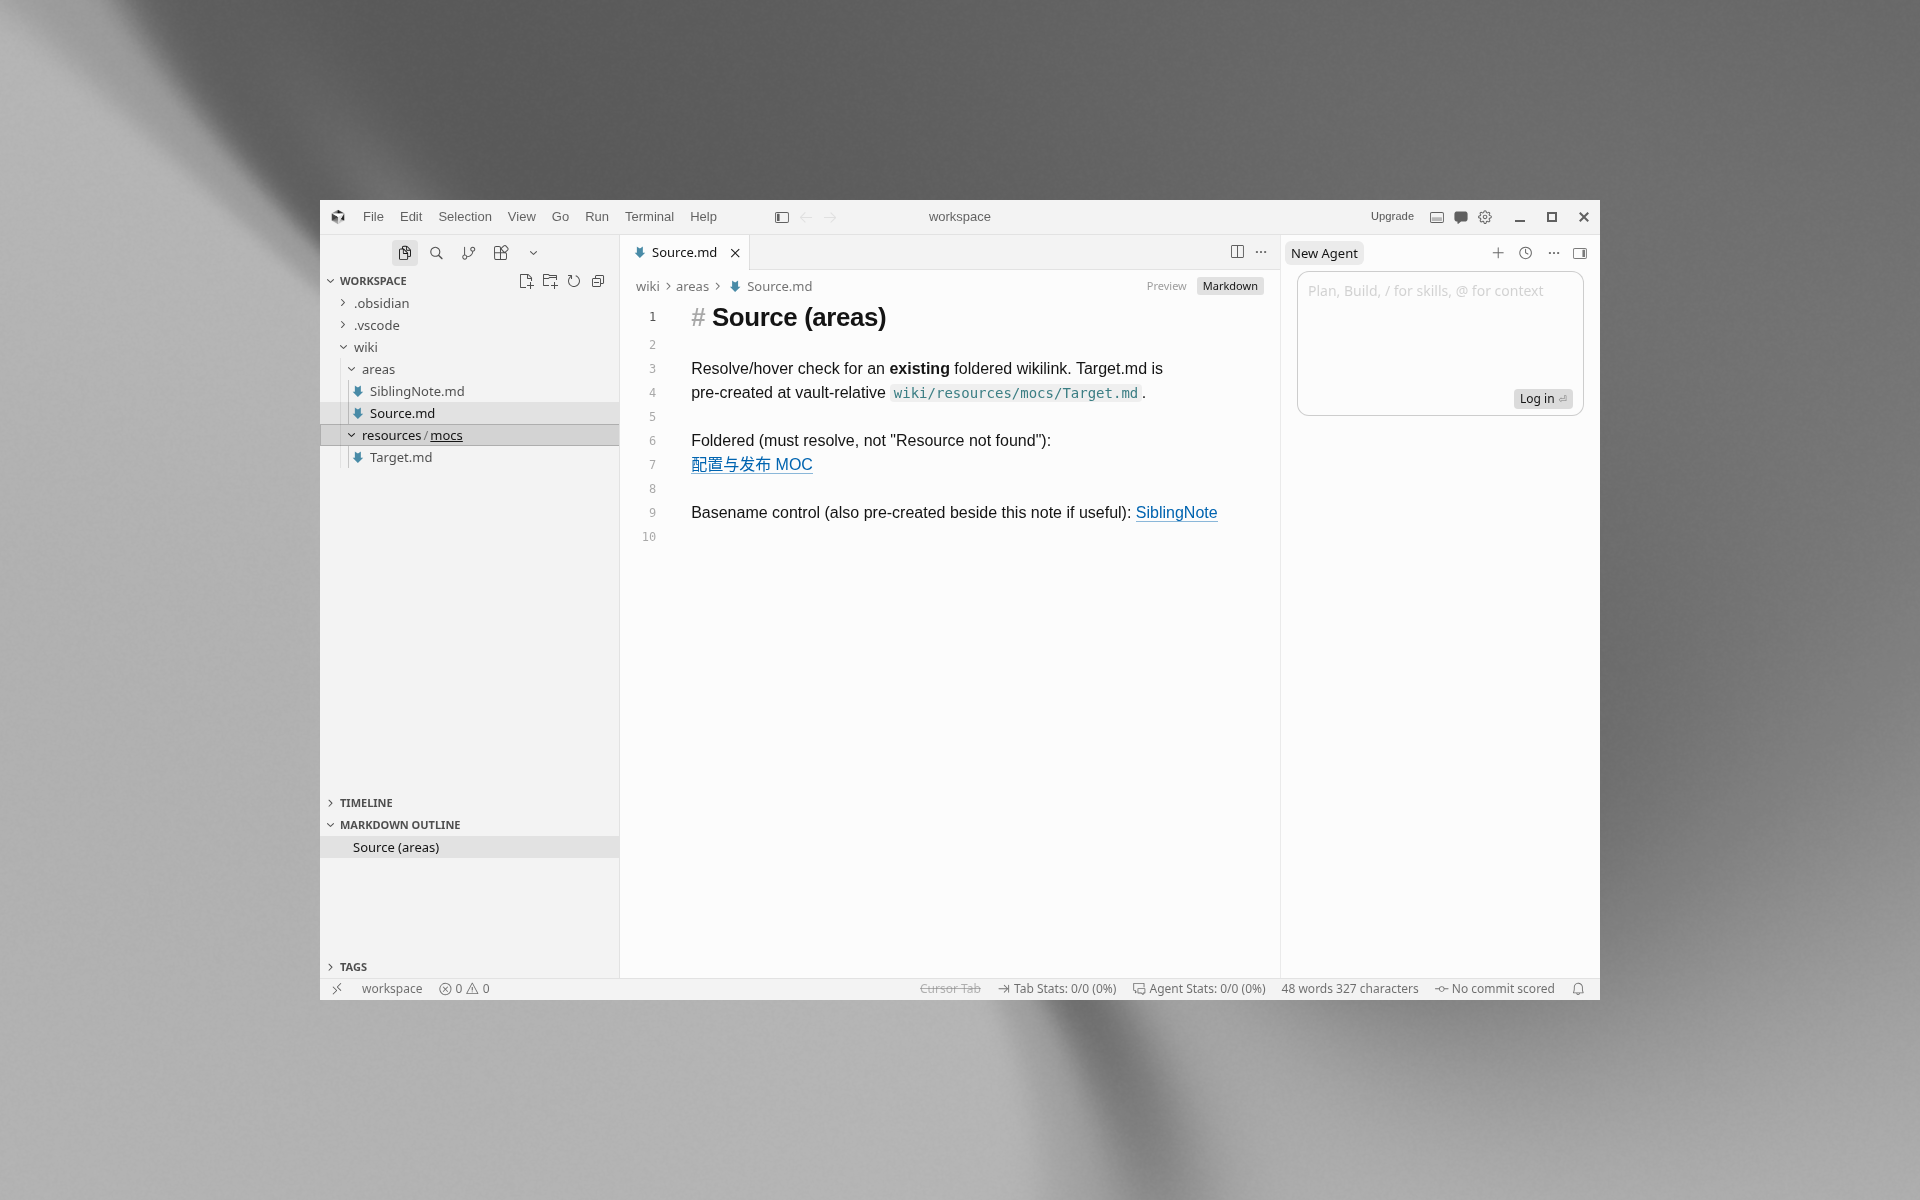 File Edit Selection View Go Run Terminal Help
workspace
Upgrade
WORKSPACE
.obsidian
.vscode
wiki
areas
SiblingNote.md
Source.md
resources/mocs
Target.md
TIMELINE
MARKDOWN OUTLINE
Source (areas)
TAGS
Source.md
wiki > areas > Source.md
Preview Markdown
1 # Source (areas)
2
3 Resolve/hover check for an existing foldered wikilink. Target.md is
4 pre-created at vault-relative wiki/resources/mocs/Target.md.
5
6 Foldered (must resolve, not "Resource not found"):
7 配置与发布 MOC
8
9 Basename control (also pre-created beside this note if useful): SiblingNote
10
New Agent
Plan, Build, / for skills, @ for context
Log in ⏎
workspace 0 0 Cursor Tab Tab Stats: 0/0 (0%) Agent Stats: 0/0 (0%) 48 words 327 characters No commit scored